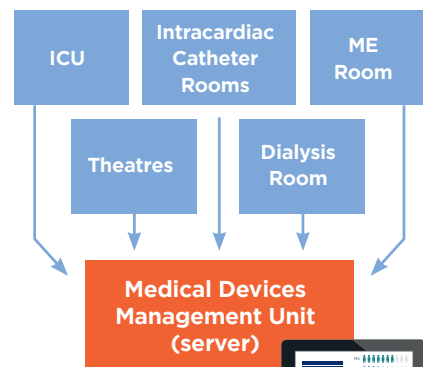 ICU
Intracardiac
Catheter
Rooms
ME
Room
Theatres
Dialysis
Room
Medical Devices
Management Unit
(server)